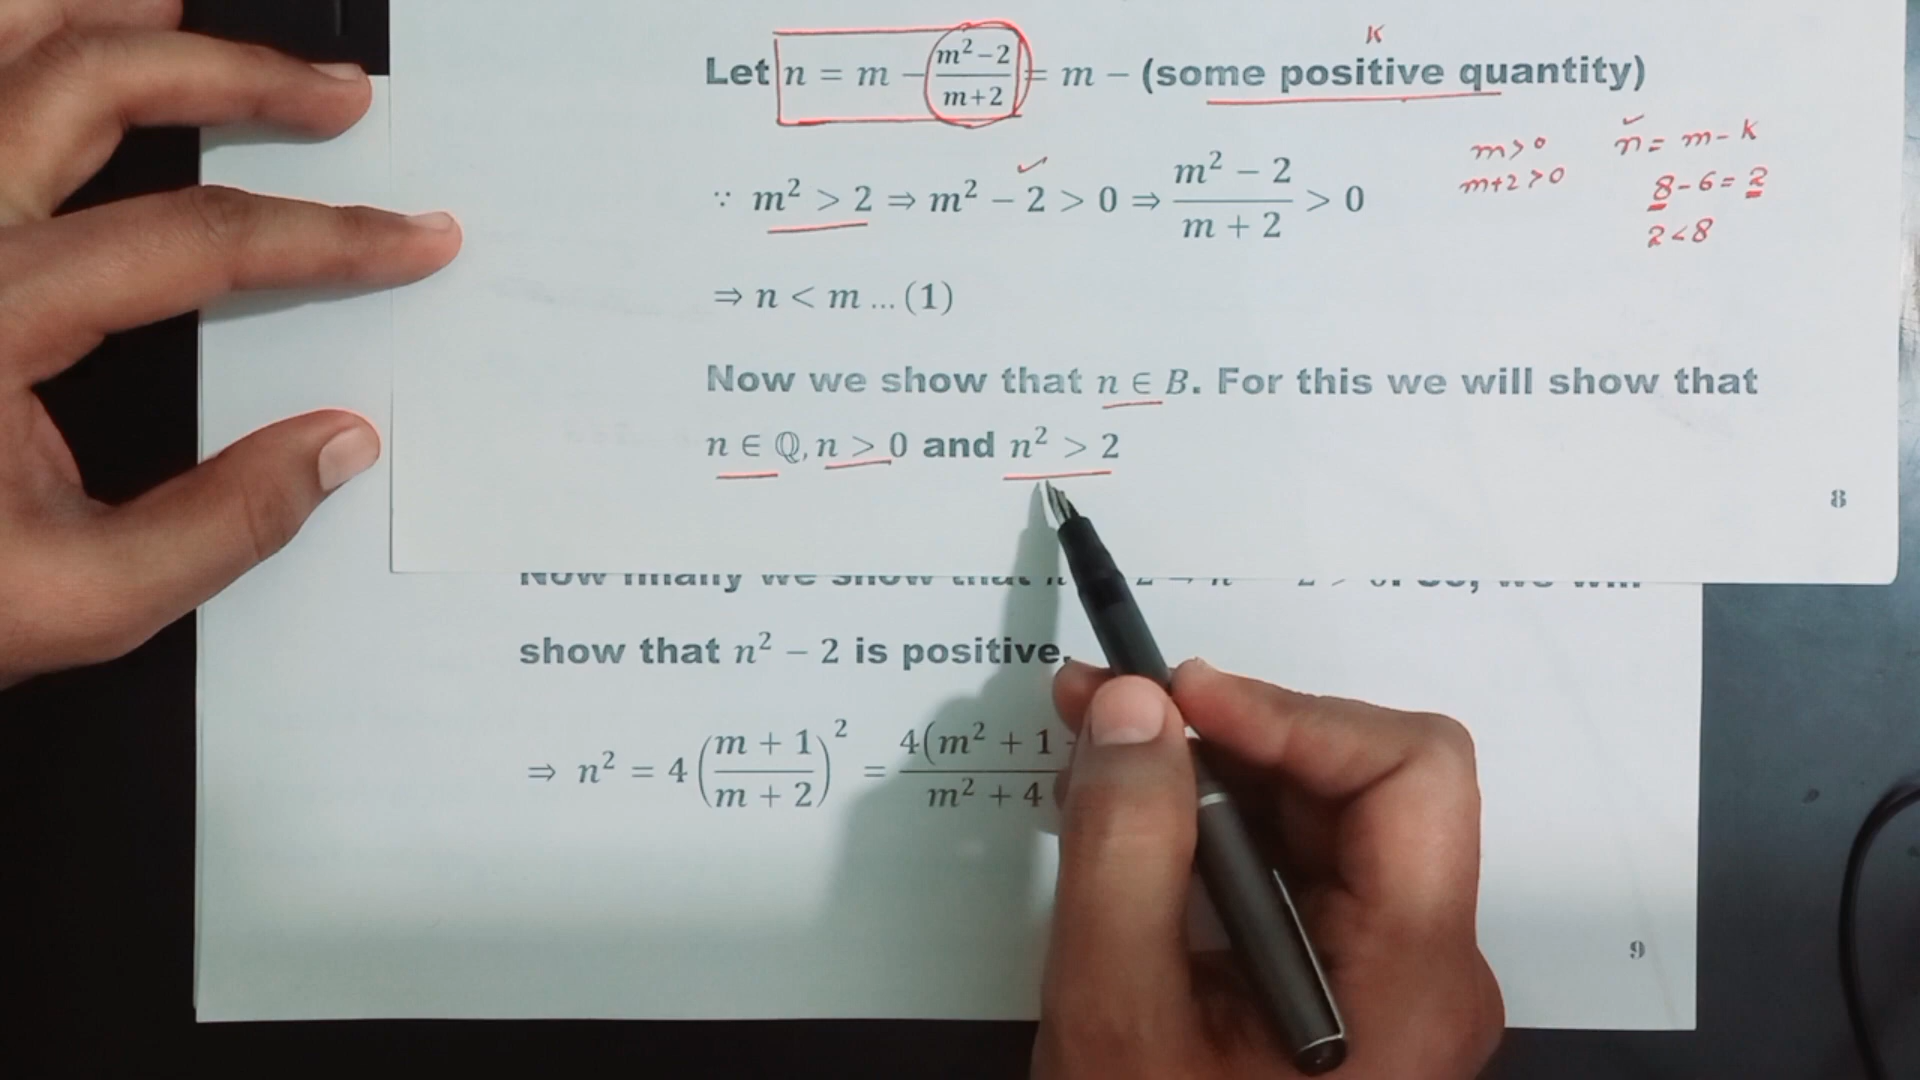 K
Let n = m − (m² − 2)/(m + 2) = m − (some positive quantity)
m > 0 n = m - K
∵ m² > 2 ⇒ m² − 2 > 0 ⇒ (m² − 2)/(m + 2) > 0
m+2 > 0 8 - 6 = 2
2 < 8
⇒ n < m ... (1)
Now we show that n ∈ B. For this we will show that
n ∈ ℚ, n > 0 and n² > 2
8
show that n² − 2 is positive.
⇒ n² = 4((m + 1)/(m + 2))² = 4(m² + 1
m² + 4
9